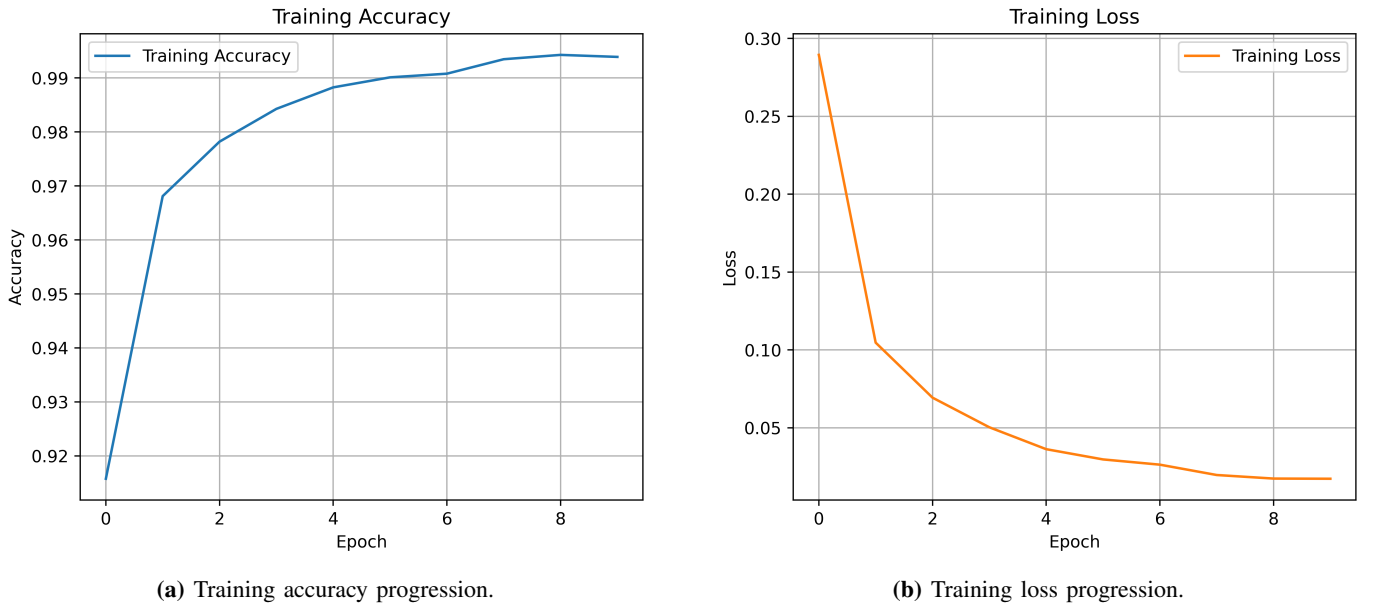 Training Accuracy
Training Accuracy
0.99
0.98
0.97
0.96
0.95
0.94
0.93
0.92
Accuracy
0 2 4 6 8
Epoch
(a) Training accuracy progression.
Training Loss
Training Loss
0.30
0.25
0.20
0.15
0.10
0.05
Loss
0 2 4 6 8
Epoch
(b) Training loss progression.